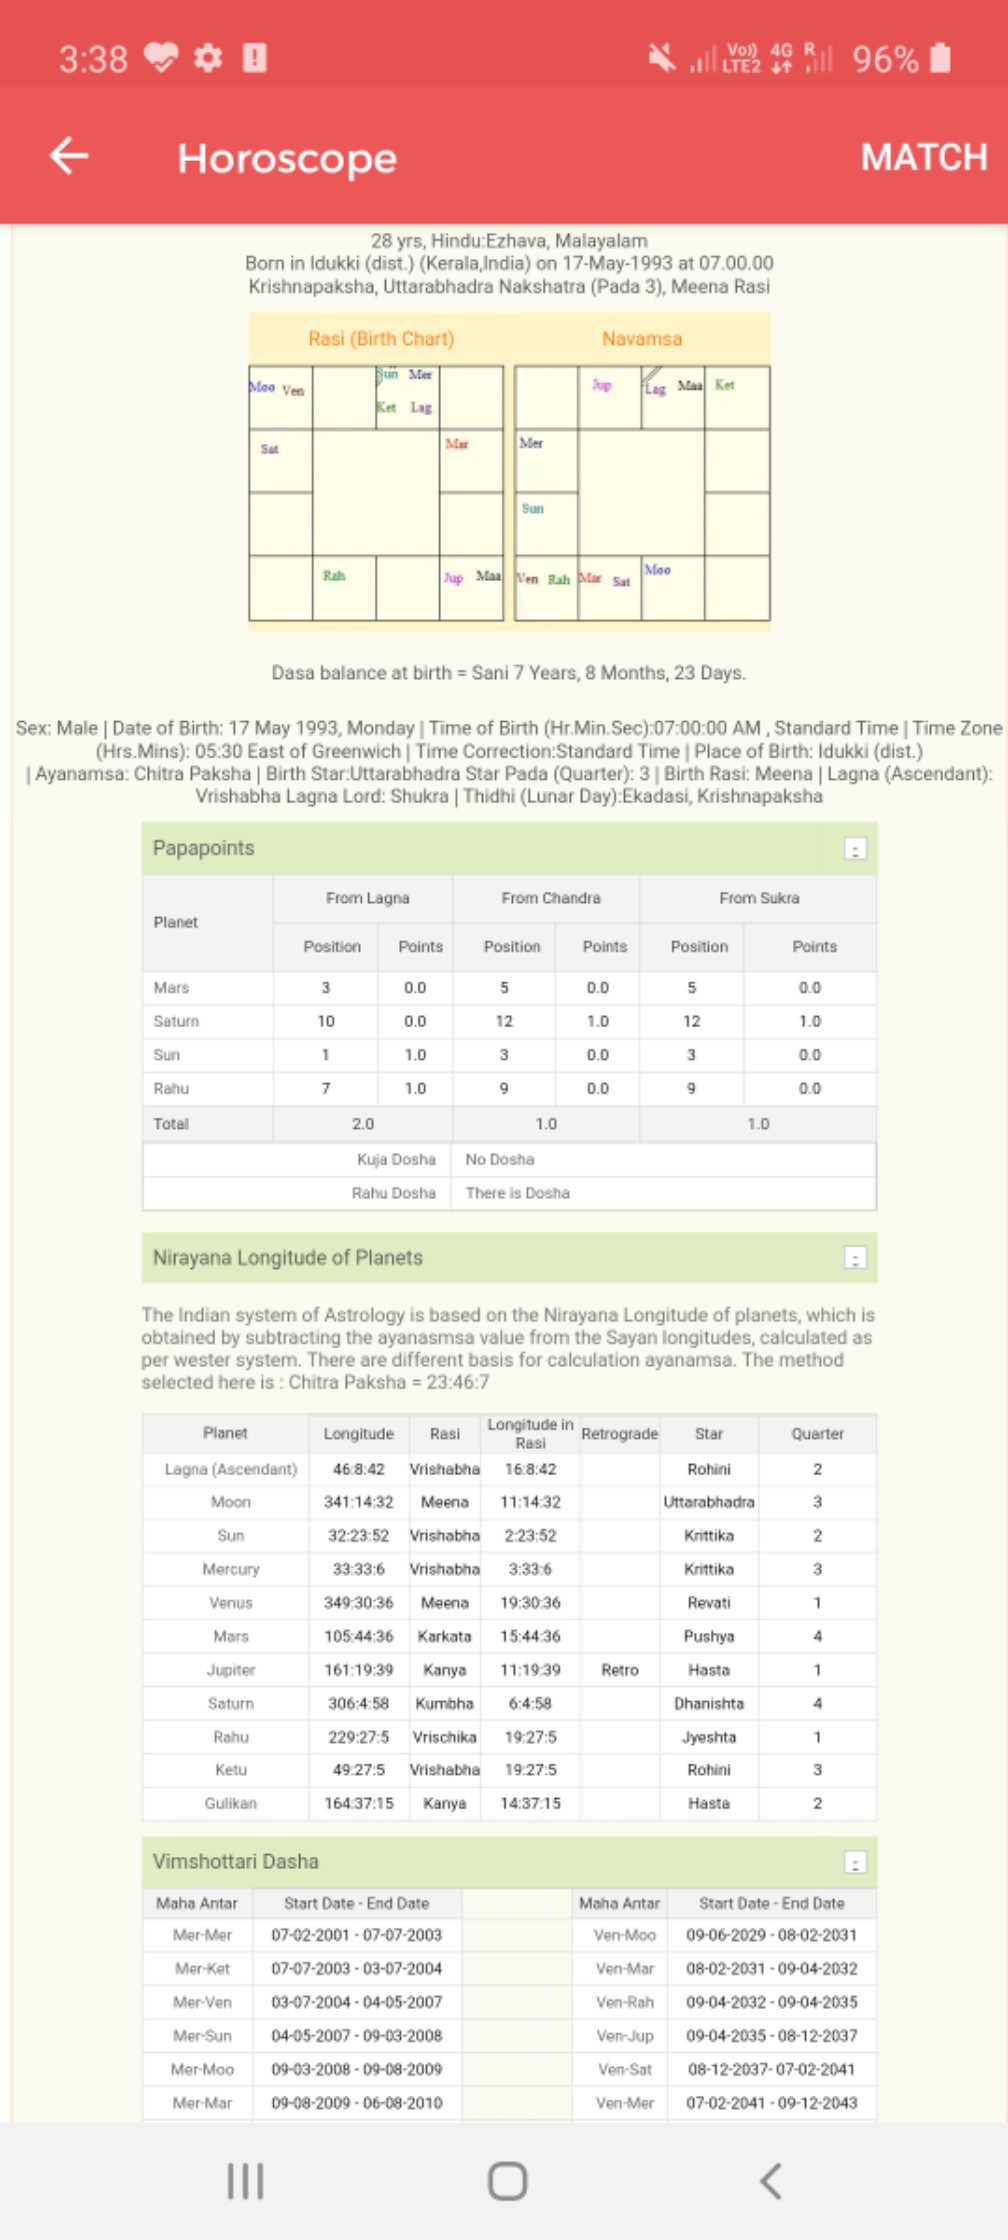 3:38 Vo)) LTE2 4G R 96%
Horoscope MATCH
28 yrs, Hindu:Ezhava, Malayalam
Born in Idukki (dist.) (Kerala,India) on 17-May-1993 at 07.00.00
Krishnapaksha, Uttarabhadra Nakshatra (Pada 3), Meena Rasi
Rasi (Birth Chart) Navamsa
Moo Ven Sun Mer Jup Lag Maa Ket
Ket Lag
Sat Mar Mer
Sun
Rah Jup Maa Ven Rah Mar Sat Moo
Dasa balance at birth = Sani 7 Years, 8 Months, 23 Days.
Sex: Male | Date of Birth: 17 May 1993, Monday | Time of Birth (Hr.Min.Sec):07:00:00 AM , Standard Time | Time Zone
(Hrs.Mins): 05:30 East of Greenwich | Time Correction:Standard Time | Place of Birth: Idukki (dist.)
| Ayanamsa: Chitra Paksha | Birth Star:Uttarabhadra Star Pada (Quarter): 3 | Birth Rasi: Meena | Lagna (Ascendant):
Vrishabha Lagna Lord: Shukra | Thidhi (Lunar Day):Ekadasi, Krishnapaksha
Papapoints
Planet From Lagna From Chandra From Sukra
Position Points Position Points Position Points
Mars 3 0.0 5 0.0 5 0.0
Saturn 10 0.0 12 1.0 12 1.0
Sun 1 1.0 3 0.0 3 0.0
Rahu 7 1.0 9 0.0 9 0.0
Total 2.0 1.0 1.0
Kuja Dosha No Dosha
Rahu Dosha There is Dosha
Nirayana Longitude of Planets
The Indian system of Astrology is based on the Nirayana Longitude of planets, which is
obtained by subtracting the ayanasmsa value from the Sayan longitudes, calculated as
per wester system. There are different basis for calculation ayanamsa. The method
selected here is : Chitra Paksha = 23:46:7
Planet Longitude Rasi Longitude in Rasi Retrograde Star Quarter
Lagna (Ascendant) 46:8:42 Vrishabha 16:8:42 Rohini 2
Moon 341:14:32 Meena 11:14:32 Uttarabhadra 3
Sun 32:23:52 Vrishabha 2:23:52 Krittika 2
Mercury 33:33:6 Vrishabha 3:33:6 Krittika 3
Venus 349:30:36 Meena 19:30:36 Revati 1
Mars 105:44:36 Karkata 15:44:36 Pushya 4
Jupiter 161:19:39 Kanya 11:19:39 Retro Hasta 1
Saturn 306:4:58 Kumbha 6:4:58 Dhanishta 4
Rahu 229:27:5 Vrischika 19:27:5 Jyeshta 1
Ketu 49:27:5 Vrishabha 19:27:5 Rohini 3
Gulikan 164:37:15 Kanya 14:37:15 Hasta 2
Vimshottari Dasha
Maha Antar Start Date - End Date Maha Antar Start Date - End Date
Mer-Mer 07-02-2001 - 07-07-2003 Ven-Moo 09-06-2029 - 08-02-2031
Mer-Ket 07-07-2003 - 03-07-2004 Ven-Mar 08-02-2031 - 09-04-2032
Mer-Ven 03-07-2004 - 04-05-2007 Ven-Rah 09-04-2032 - 09-04-2035
Mer-Sun 04-05-2007 - 09-03-2008 Ven-Jup 09-04-2035 - 08-12-2037
Mer-Moo 09-03-2008 - 09-08-2009 Ven-Sat 08-12-2037- 07-02-2041
Mer-Mar 09-08-2009 - 06-08-2010 Ven-Mer 07-02-2041 - 09-12-2043